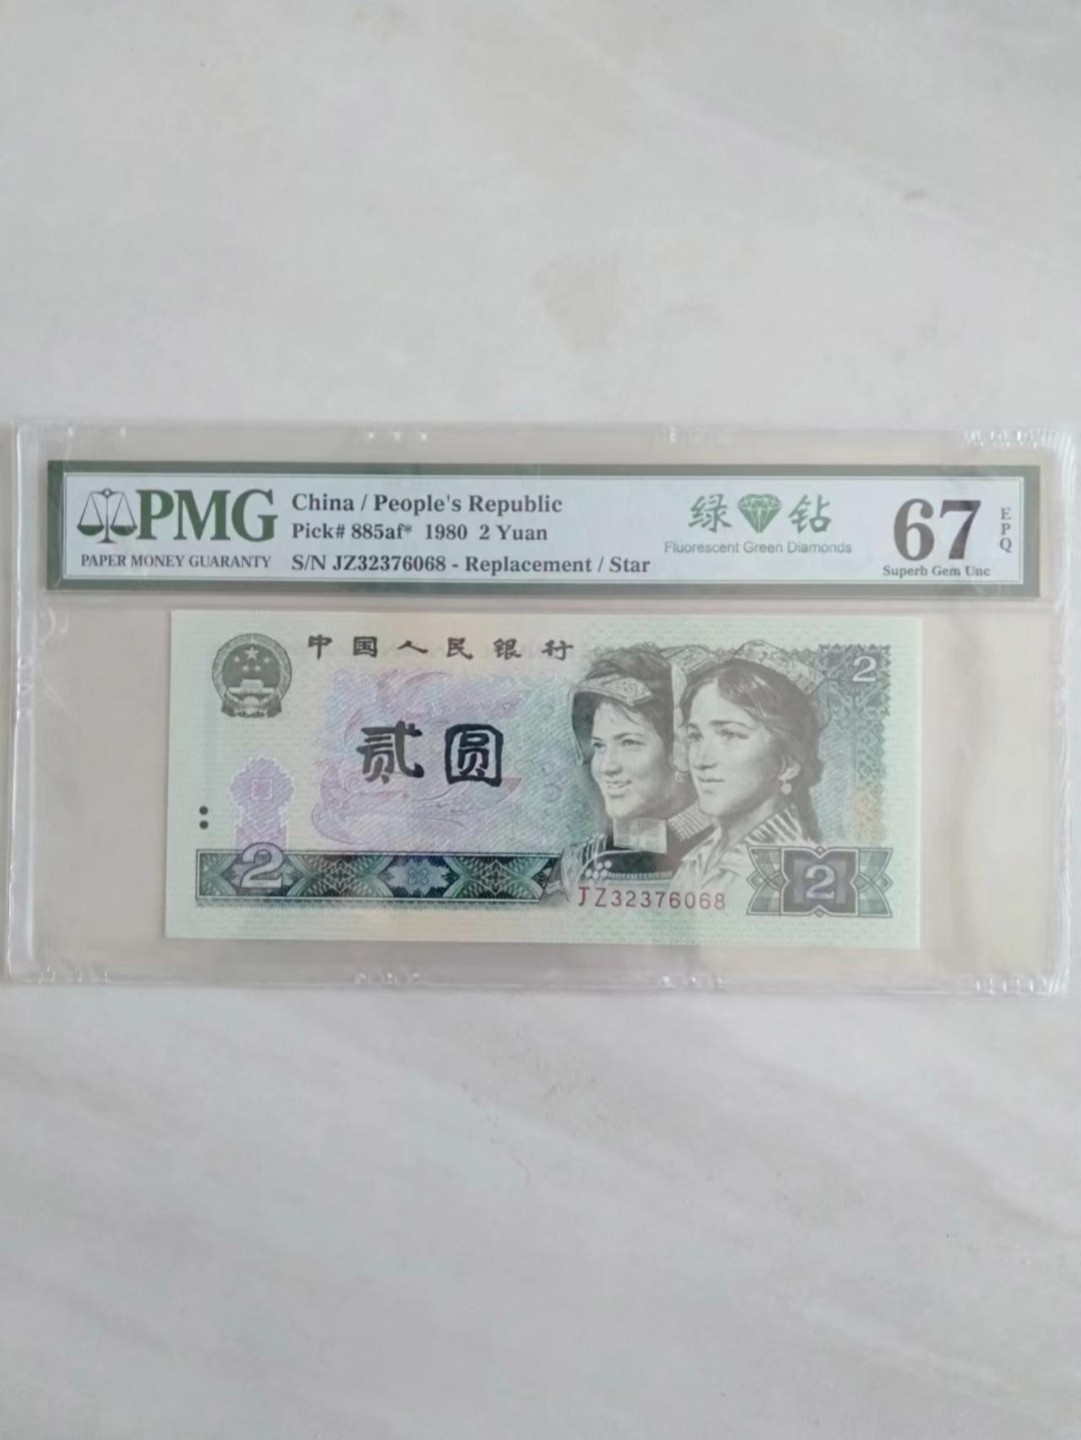 PMG
PAPER MONEY GUARANTY
China / People's Republic
Pick# 885af* 1980 2 Yuan
S/N JZ32376068 - Replacement / Star
绿钻
Fluorescent Green Diamonds
67
EPQ
Superb Gem Unc
中国人民银行
2
贰圆
2
JZ32376068
2